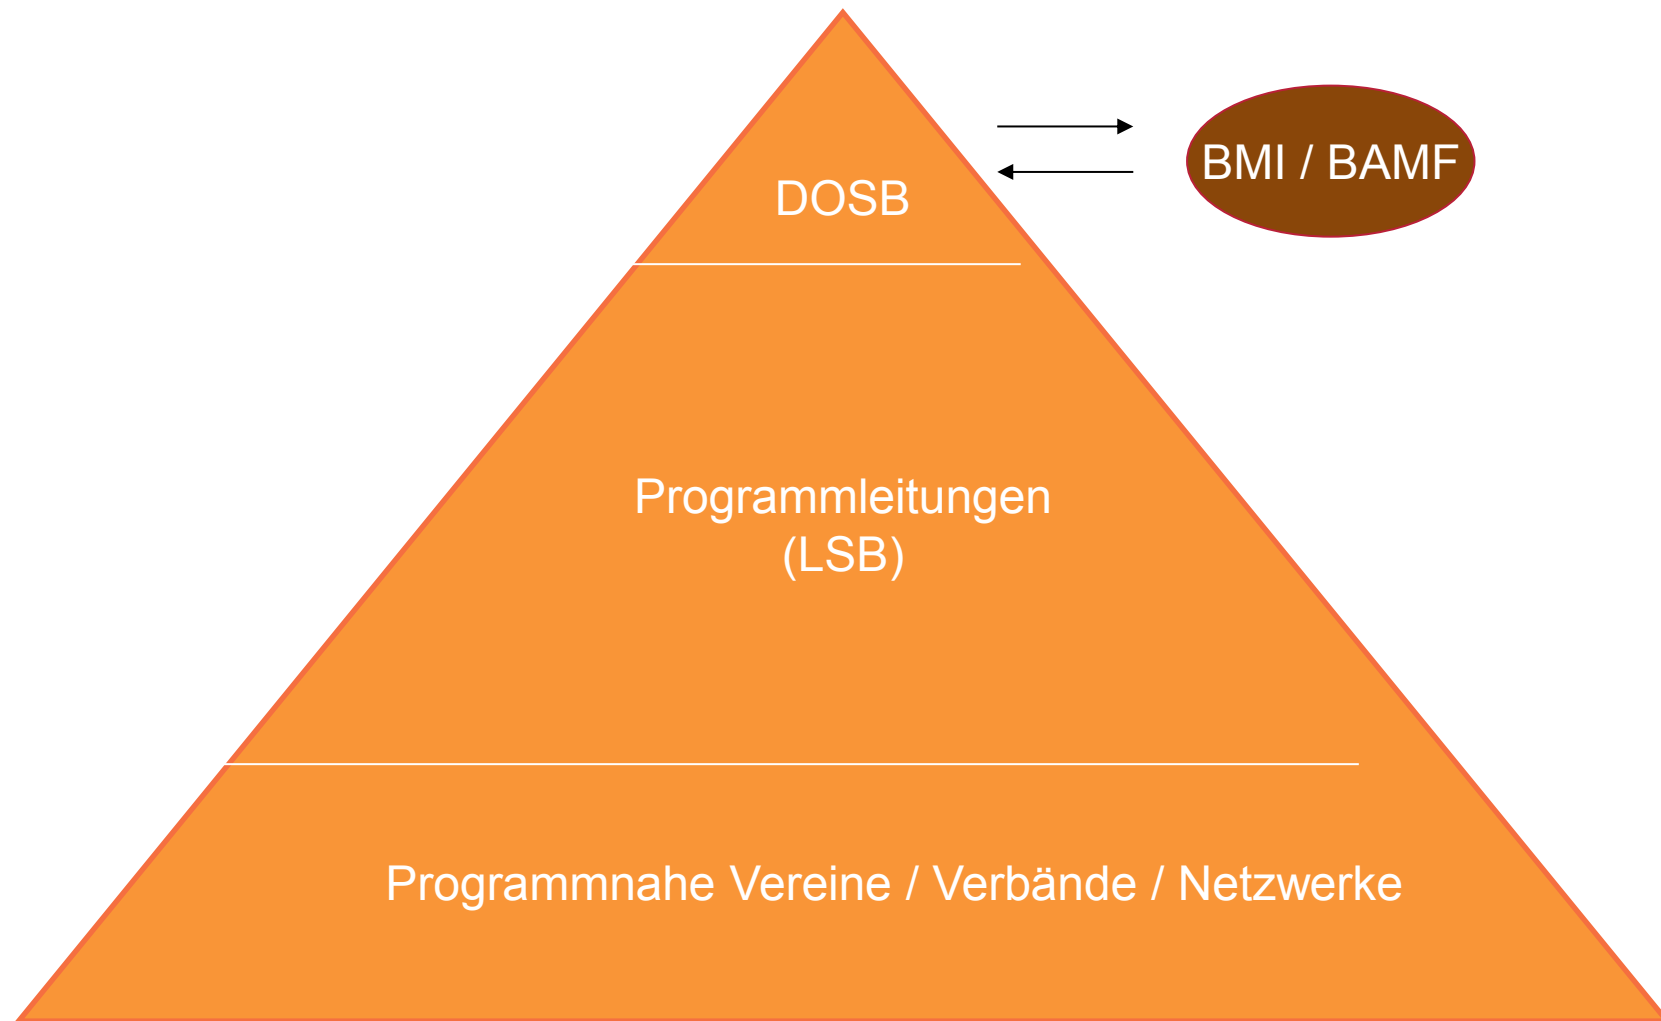 BMI / BAMF
DOSB
Programmleitungen
(LSB)
Programmnahe Vereine / Verbände / Netzwerke